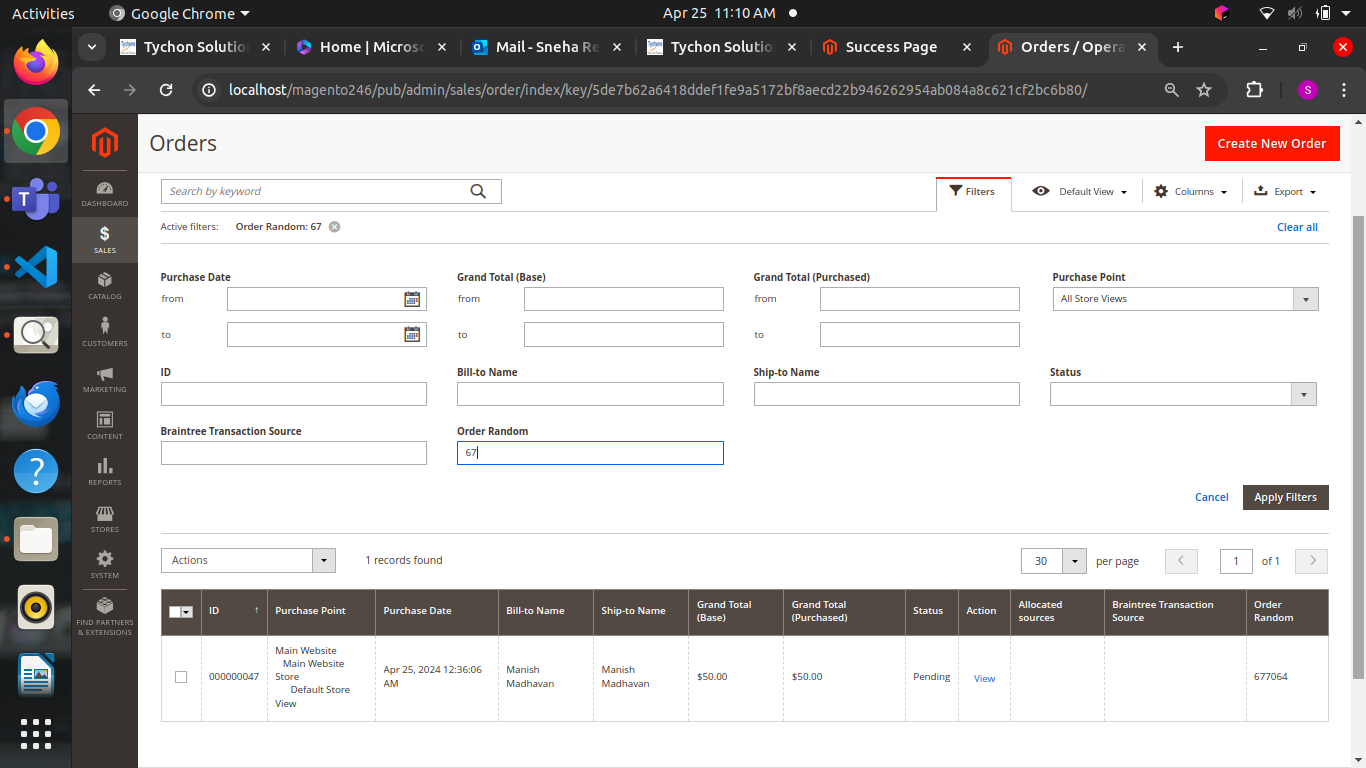 Activities
Google Chrome
Apr 25 11:10 AM
Tychon Solution
Home | Microso
Mail - Sneha Re
Tychon Solution
Success Page
Orders / Opera
localhost/magento246/pub/admin/sales/order/index/key/5de7b62a6418ddef1fe9a5172bf8aecd22b946262954ab084a8c621cf2bc6b80/
S
DASHBOARD
$
SALES
CATALOG
CUSTOMERS
MARKETING
CONTENT
REPORTS
STORES
SYSTEM
FIND PARTNERS
& EXTENSIONS
Orders
Create New Order
Search by keyword
Filters
Default View
Columns
Export
Active filters:
Order Random: 67
Clear all
Purchase Date
from
to
Grand Total (Base)
from
to
Grand Total (Purchased)
from
to
Purchase Point
All Store Views
ID
Bill-to Name
Ship-to Name
Status
Braintree Transaction Source
Order Random
67
Cancel
Apply Filters
Actions
1 records found
30
per page
1
of 1
ID ↑
Purchase Point
Purchase Date
Bill-to Name
Ship-to Name
Grand Total
(Base)
Grand Total
(Purchased)
Status
Action
Allocated
sources
Braintree Transaction
Source
Order
Random
000000047
Main Website
Main Website
Store
Default Store
View
Apr 25, 2024 12:36:06
AM
Manish
Madhavan
Manish
Madhavan
$50.00
$50.00
Pending
View
677064